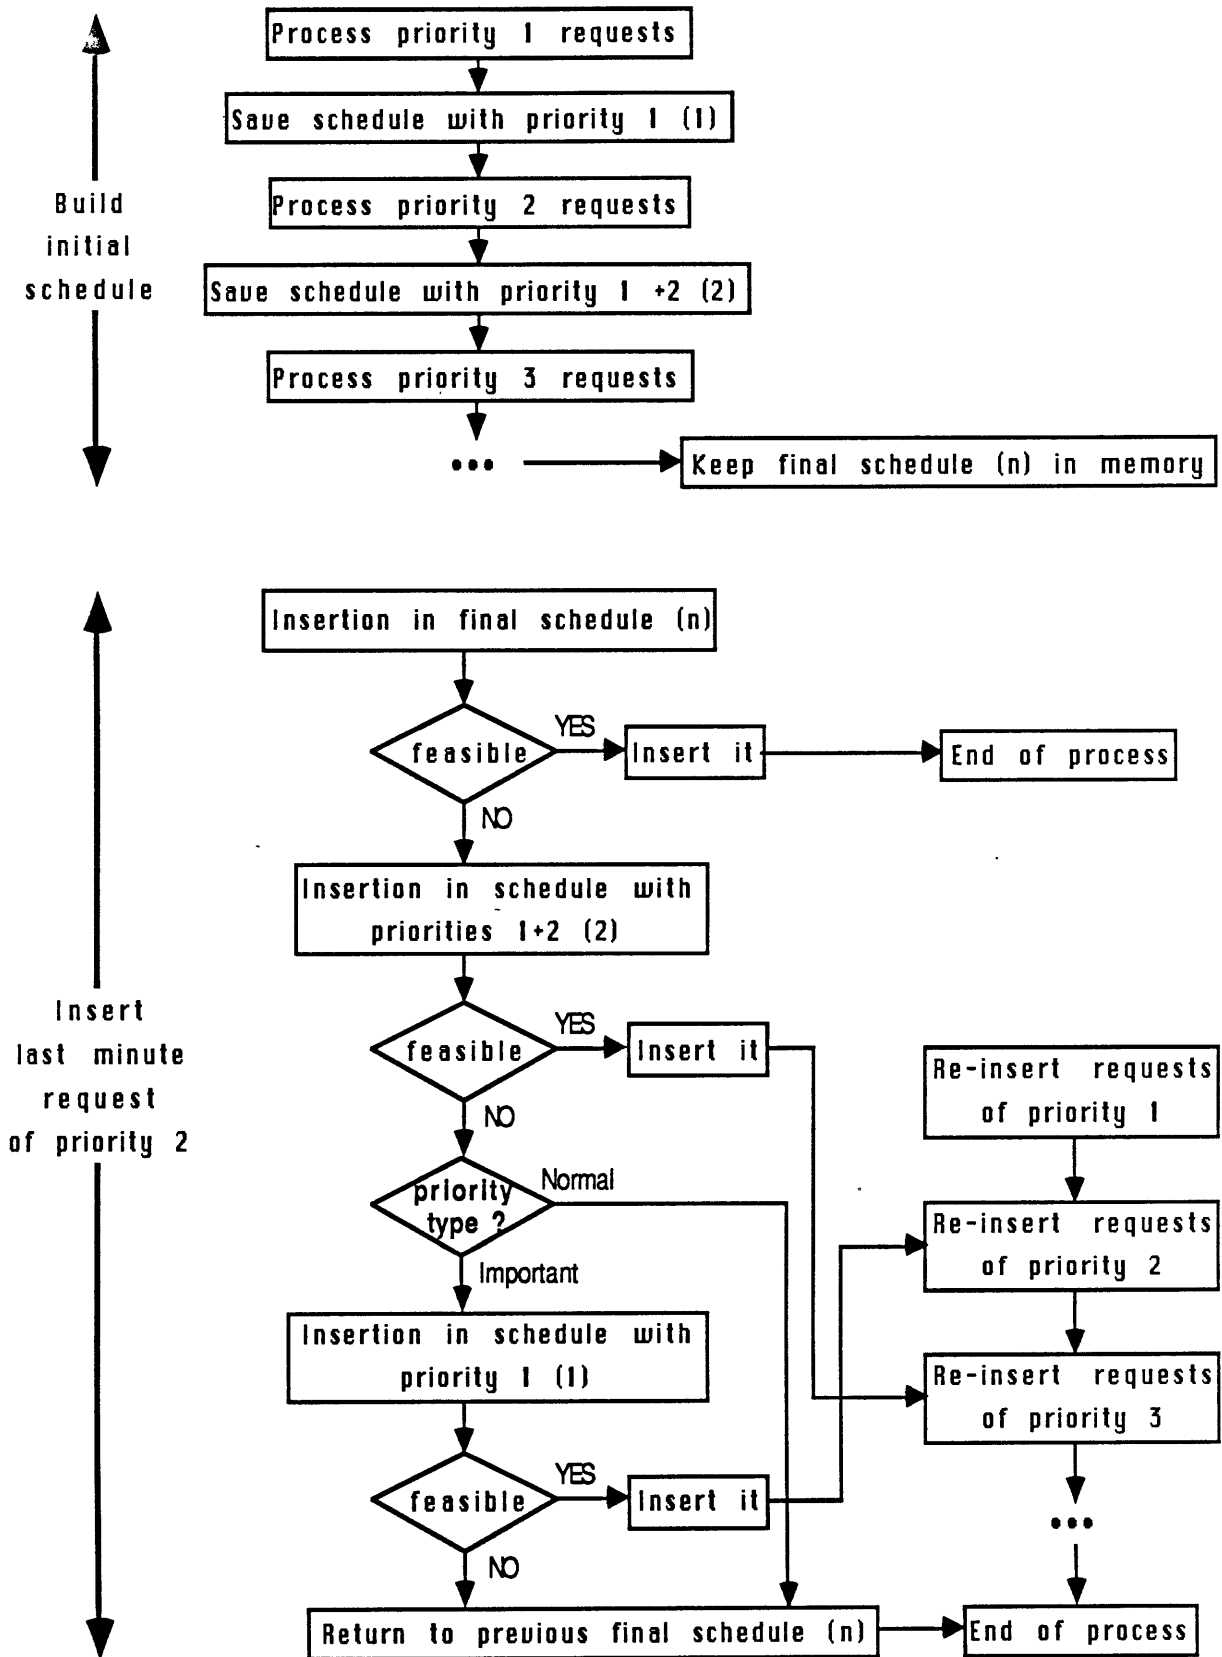 Process priority 1 requests
Save schedule with priority 1 (1)
Process priority 2 requests
Save schedule with priority 1 +2 (2)
Process priority 3 requests
•••
Keep final schedule (n) in memory
Build
initial
schedule
Insertion in final schedule (n)
feasible
YES
Insert it
End of process
NO
Insertion in schedule with
priorities 1+2 (2)
feasible
YES
Insert it
NO
priority
type ?
Normal
Important
Insertion in schedule with
priority 1 (1)
feasible
YES
Insert it
NO
Return to previous final schedule (n)
Re-insert requests
of priority 1
Re-insert requests
of priority 2
Re-insert requests
of priority 3
•••
End of process
Insert
last minute
request
of priority 2